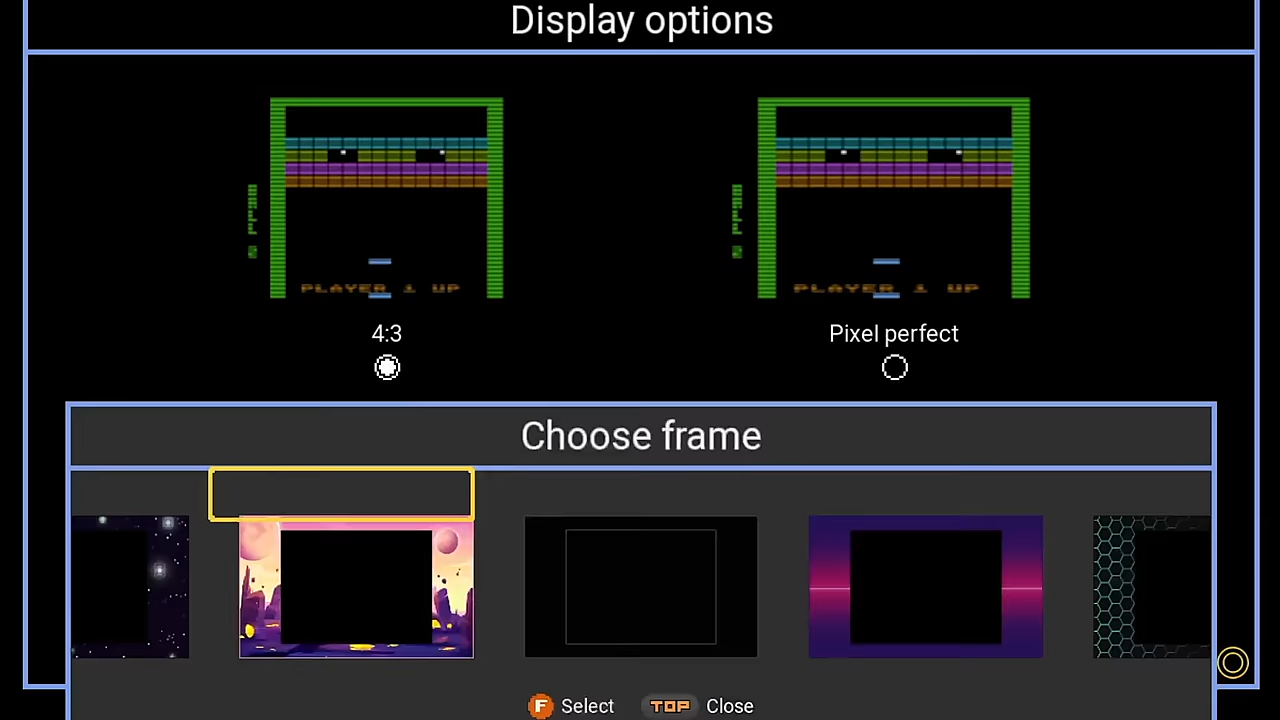 Display options
PLAYER 1 UP
PLAYER 1 UP
4:3
Pixel perfect
Choose frame
F Select TOP Close